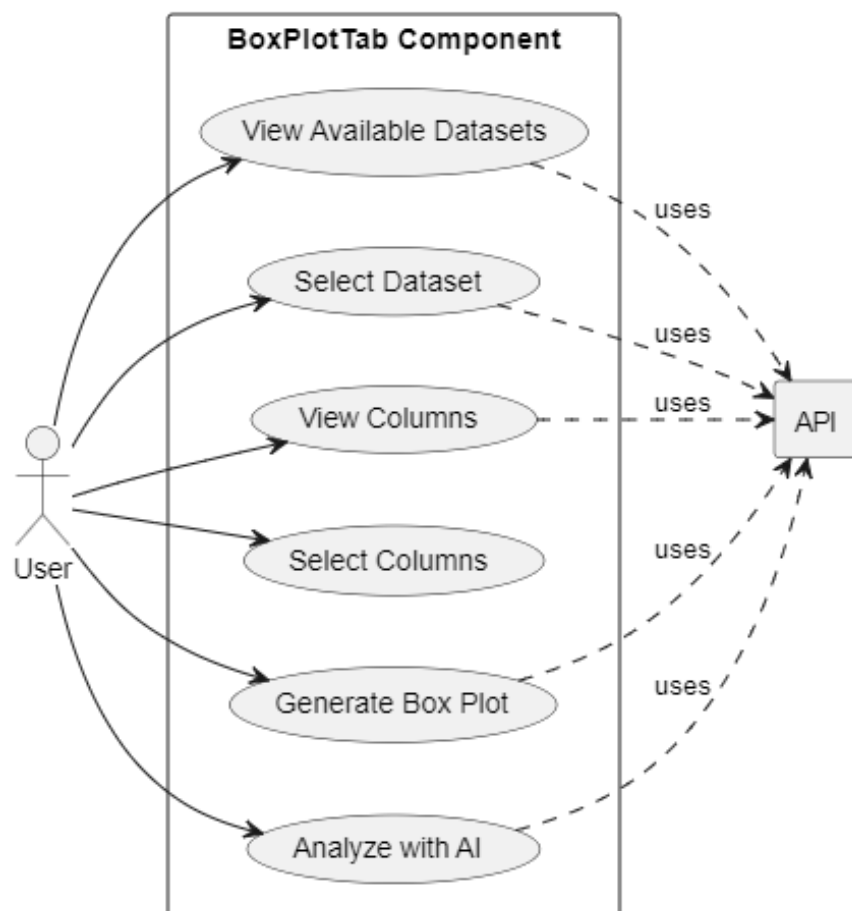 BoxPlotTab Component
View Available Datasets
uses
Select Dataset
uses
View Columns
uses
API
Select Columns
User
uses
Generate Box Plot
uses
Analyze with AI